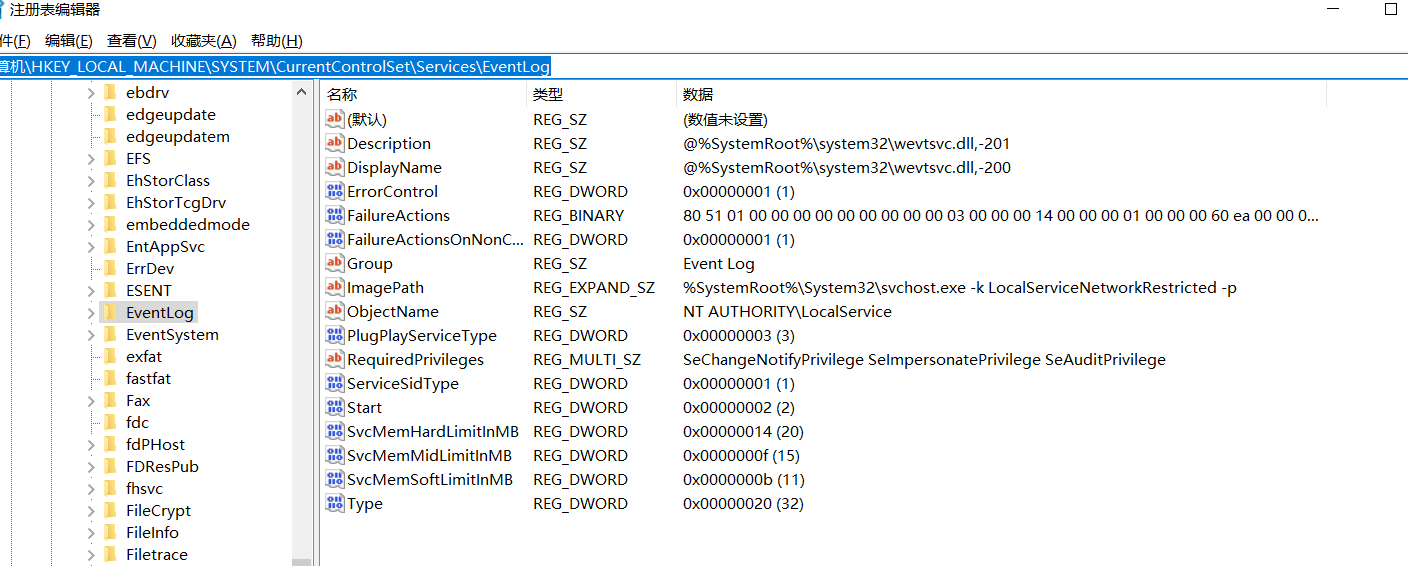 注册表编辑器
件(F) 编辑(E) 查看(V) 收藏夹(A) 帮助(H)
算机\HKEY_LOCAL_MACHINE\SYSTEM\CurrentControlSet\Services\EventLog
ebdrv
edgeupdate
edgeupdatem
EFS
EhStorClass
EhStorTcgDrv
embeddedmode
EntAppSvc
ErrDev
ESENT
EventLog
EventSystem
exfat
fastfat
Fax
fdc
fdPHost
FDResPub
fhsvc
FileCrypt
FileInfo
Filetrace
名称 类型 数据
(默认) REG_SZ (数值未设置)
Description REG_SZ @%SystemRoot%\system32\wevtsvc.dll,-201
DisplayName REG_SZ @%SystemRoot%\system32\wevtsvc.dll,-200
ErrorControl REG_DWORD 0x00000001 (1)
FailureActions REG_BINARY 80 51 01 00 00 00 00 00 00 00 00 00 03 00 00 00 14 00 00 00 01 00 00 00 60 ea 00 00 0...
FailureActionsOnNonC... REG_DWORD 0x00000001 (1)
Group REG_SZ Event Log
ImagePath REG_EXPAND_SZ %SystemRoot%\System32\svchost.exe -k LocalServiceNetworkRestricted -p
ObjectName REG_SZ NT AUTHORITY\LocalService
PlugPlayServiceType REG_DWORD 0x00000003 (3)
RequiredPrivileges REG_MULTI_SZ SeChangeNotifyPrivilege SeImpersonatePrivilege SeAuditPrivilege
ServiceSidType REG_DWORD 0x00000001 (1)
Start REG_DWORD 0x00000002 (2)
SvcMemHardLimitInMB REG_DWORD 0x00000014 (20)
SvcMemMidLimitInMB REG_DWORD 0x0000000f (15)
SvcMemSoftLimitInMB REG_DWORD 0x0000000b (11)
Type REG_DWORD 0x00000020 (32)